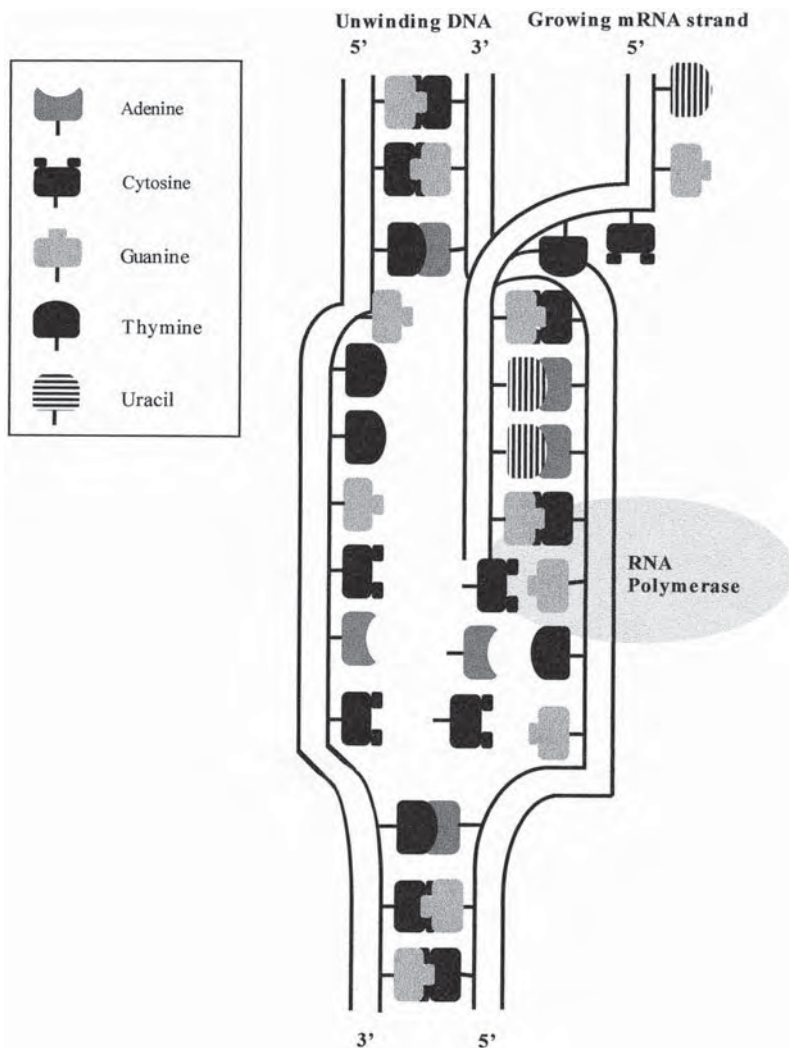 Unwinding DNA
Growing mRNA strand
5’
3’
5’
Adenine
Cytosine
Guanine
Thymine
Uracil
RNA
Polymerase
3’
5’